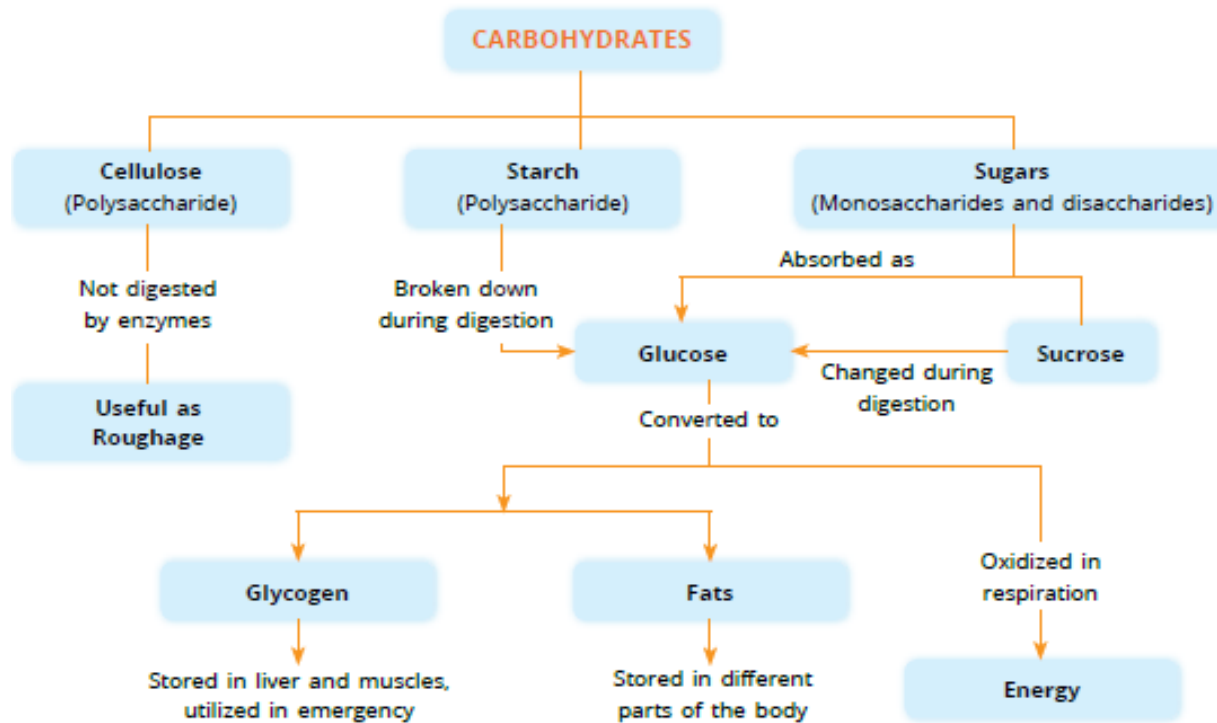 CARBOHYDRATES
Cellulose
(Polysaccharide)
Starch
(Polysaccharide)
Sugars
(Monosaccharides and disaccharides)
Not digested
by enzymes
Broken down
during digestion
Absorbed as
Glucose
Sucrose
Changed during
digestion
Useful as
Roughage
Converted to
Glycogen
Fats
Oxidized in
respiration
Stored in liver and muscles,
utilized in emergency
Stored in different
parts of the body
Energy